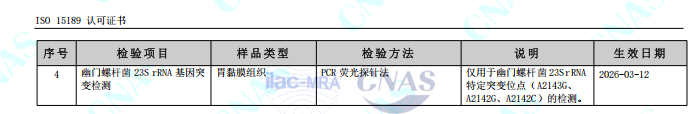 ISO 15189 认可证书
序号 检验项目 样品类型 检验方法 说明 生效日期
4 幽门螺杆菌 23S rRNA 基因突 胃黏膜组织 PCR 荧光探针法 仅用于幽门螺杆菌 23S rRNA 2026-03-12
变检测 特定突变位点（A2143G、
A2142G、A2142C）的检测。
ilac-MRA CNAS